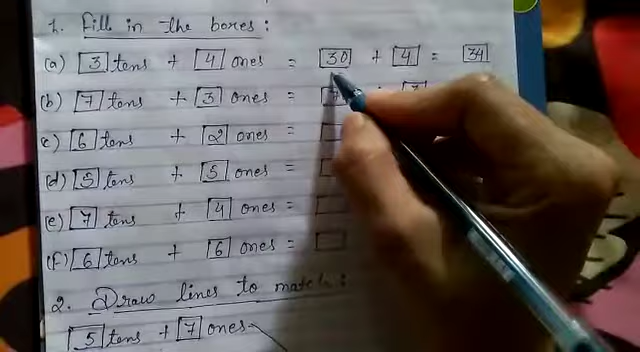 1. Fill in the boxes:
(a) 3 tens + 4 ones = 30 + 4 = 34
(b) 7 tens + 3 ones =
(c) 6 tens + 2 ones =
(d) 5 tens + 5 ones =
(e) 7 tens + 4 ones =
(f) 6 tens + 6 ones =
2. Draw lines to match:
5 tens + 7 ones